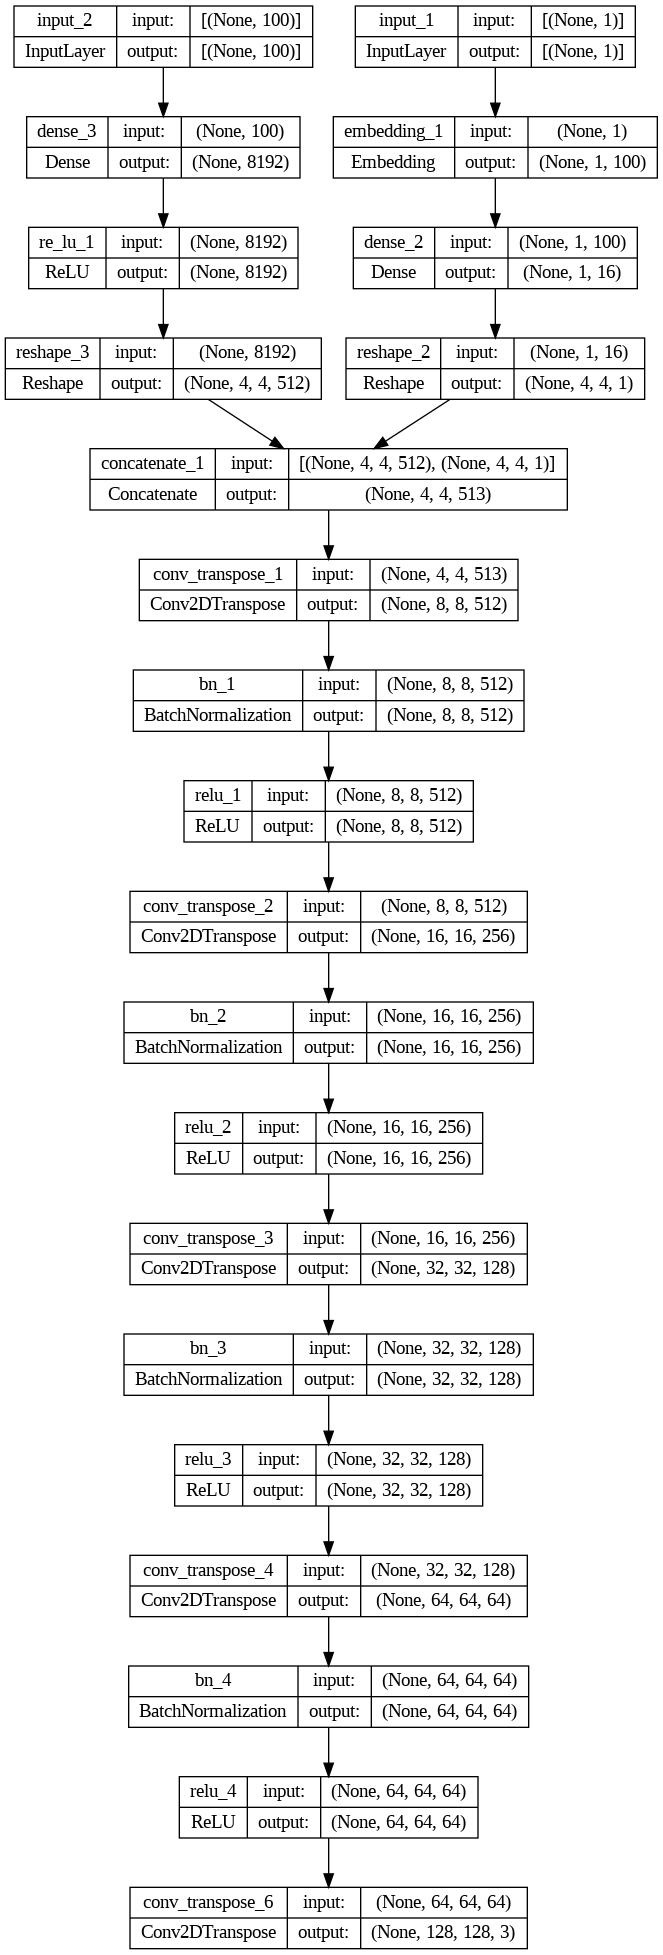 input_2 input: [(None, 100)]
InputLayer output: [(None, 100)]
input_1 input: [(None, 1)]
InputLayer output: [(None, 1)]
dense_3 input: (None, 100)
Dense output: (None, 8192)
embedding_1 input: (None, 1)
Embedding output: (None, 1, 100)
re_lu_1 input: (None, 8192)
ReLU output: (None, 8192)
dense_2 input: (None, 1, 100)
Dense output: (None, 1, 16)
reshape_3 input: (None, 8192)
Reshape output: (None, 4, 4, 512)
reshape_2 input: (None, 1, 16)
Reshape output: (None, 4, 4, 1)
concatenate_1 input: [(None, 4, 4, 512), (None, 4, 4, 1)]
Concatenate output: (None, 4, 4, 513)
conv_transpose_1 input: (None, 4, 4, 513)
Conv2DTranspose output: (None, 8, 8, 512)
bn_1 input: (None, 8, 8, 512)
BatchNormalization output: (None, 8, 8, 512)
relu_1 input: (None, 8, 8, 512)
ReLU output: (None, 8, 8, 512)
conv_transpose_2 input: (None, 8, 8, 512)
Conv2DTranspose output: (None, 16, 16, 256)
bn_2 input: (None, 16, 16, 256)
BatchNormalization output: (None, 16, 16, 256)
relu_2 input: (None, 16, 16, 256)
ReLU output: (None, 16, 16, 256)
conv_transpose_3 input: (None, 16, 16, 256)
Conv2DTranspose output: (None, 32, 32, 128)
bn_3 input: (None, 32, 32, 128)
BatchNormalization output: (None, 32, 32, 128)
relu_3 input: (None, 32, 32, 128)
ReLU output: (None, 32, 32, 128)
conv_transpose_4 input: (None, 32, 32, 128)
Conv2DTranspose output: (None, 64, 64, 64)
bn_4 input: (None, 64, 64, 64)
BatchNormalization output: (None, 64, 64, 64)
relu_4 input: (None, 64, 64, 64)
ReLU output: (None, 64, 64, 64)
conv_transpose_6 input: (None, 64, 64, 64)
Conv2DTranspose output: (None, 128, 128, 3)